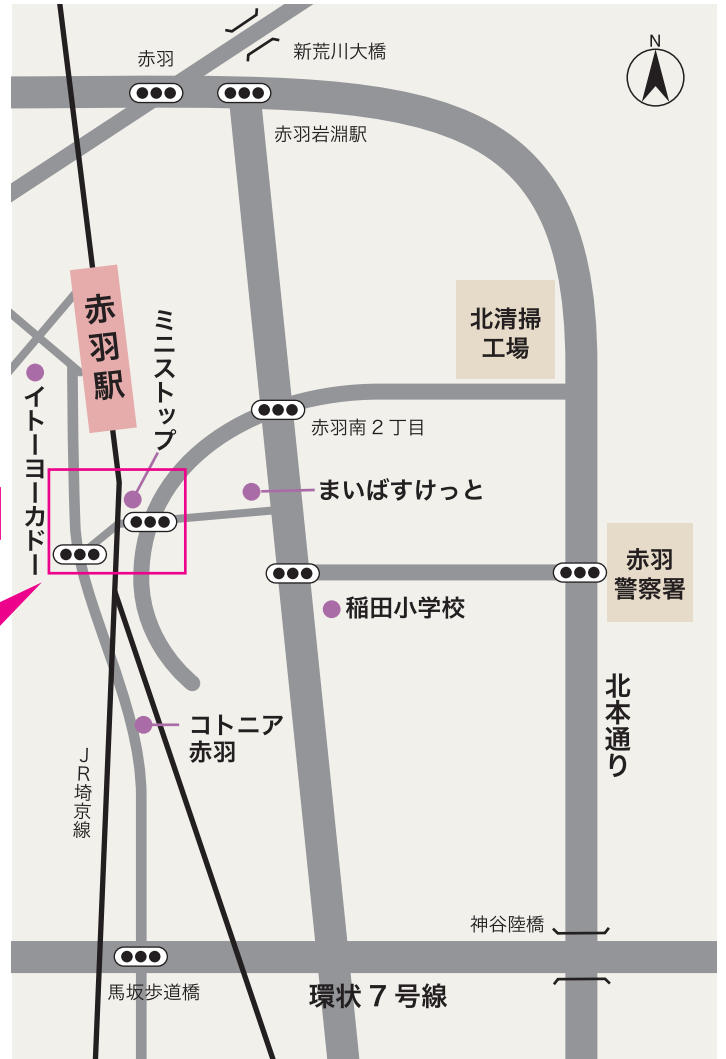 N
新荒川大橋
赤羽
赤羽岩淵駅
赤羽駅
ミニストップ
北清掃
工場
イトーヨーカドー
赤羽南2丁目
まいばすけっと
赤羽
警察署
稲田小学校
北本通り
コトニア
赤羽
JR埼京線
神谷陸橋
馬坂歩道橋
環状7号線